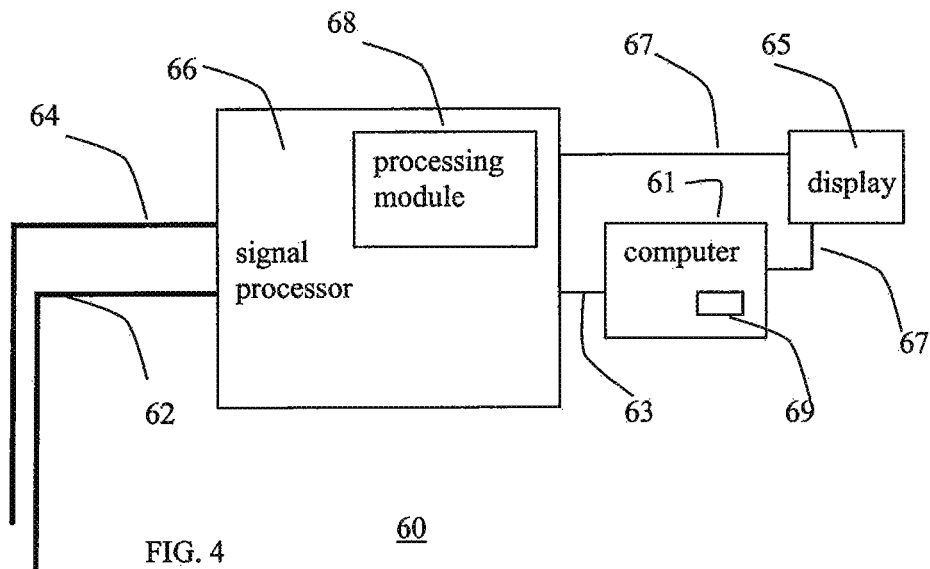 68
67
65
66
64
processing
module
61
display
computer
signal
processor
67
62
63
69
60
FIG. 4